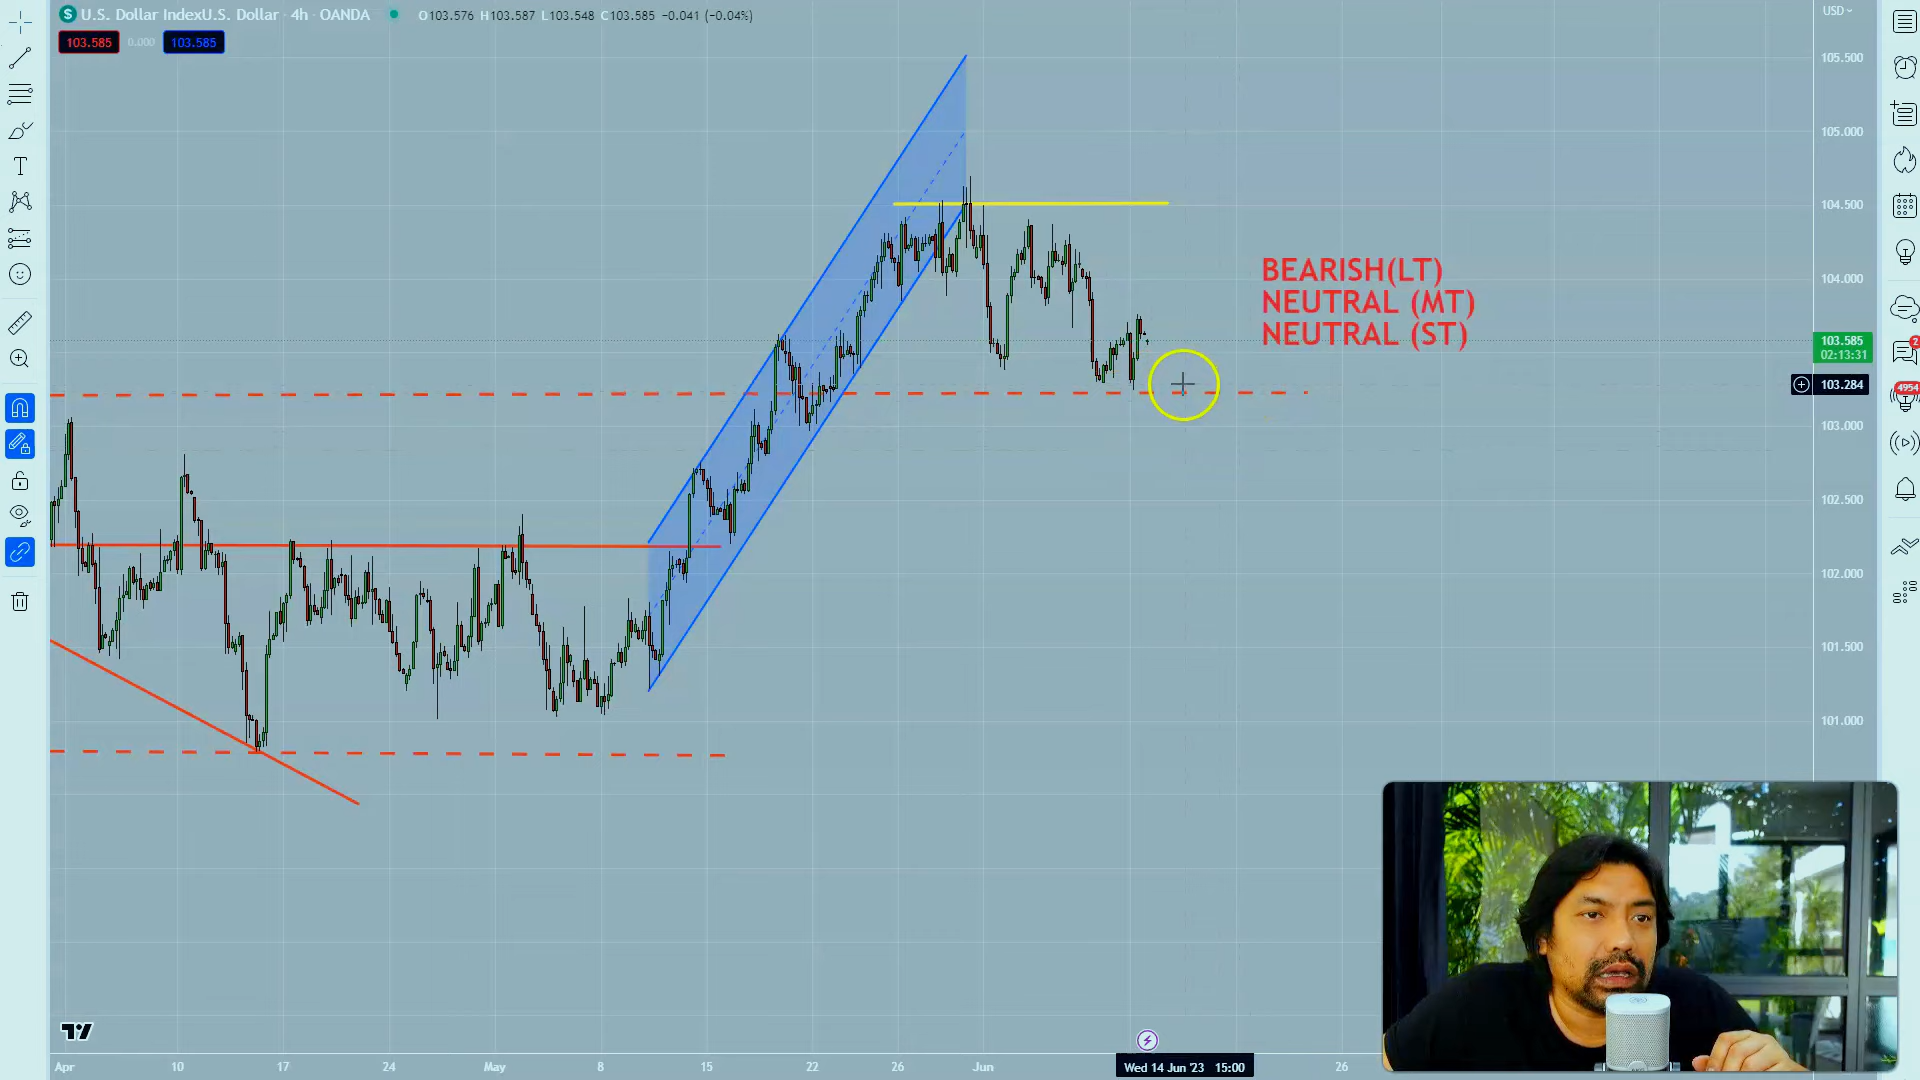 U.S. Dollar IndexU.S. Dollar · 4h · OANDA O103.576 H103.587 L103.548 C103.585 −0.041 (−0.04%)
USD
103.585 0.000 103.585
105.500
105.000
104.500
BEARISH(LT)
104.000
NEUTRAL (MT)
NEUTRAL (ST)
103.585
02:13:31
2
103.284
4954
103.000
102.500
102.000
101.500
101.000
Apr 10 17 24 May 8 15 22 26 Jun Wed 14 Jun '23 15:00 26